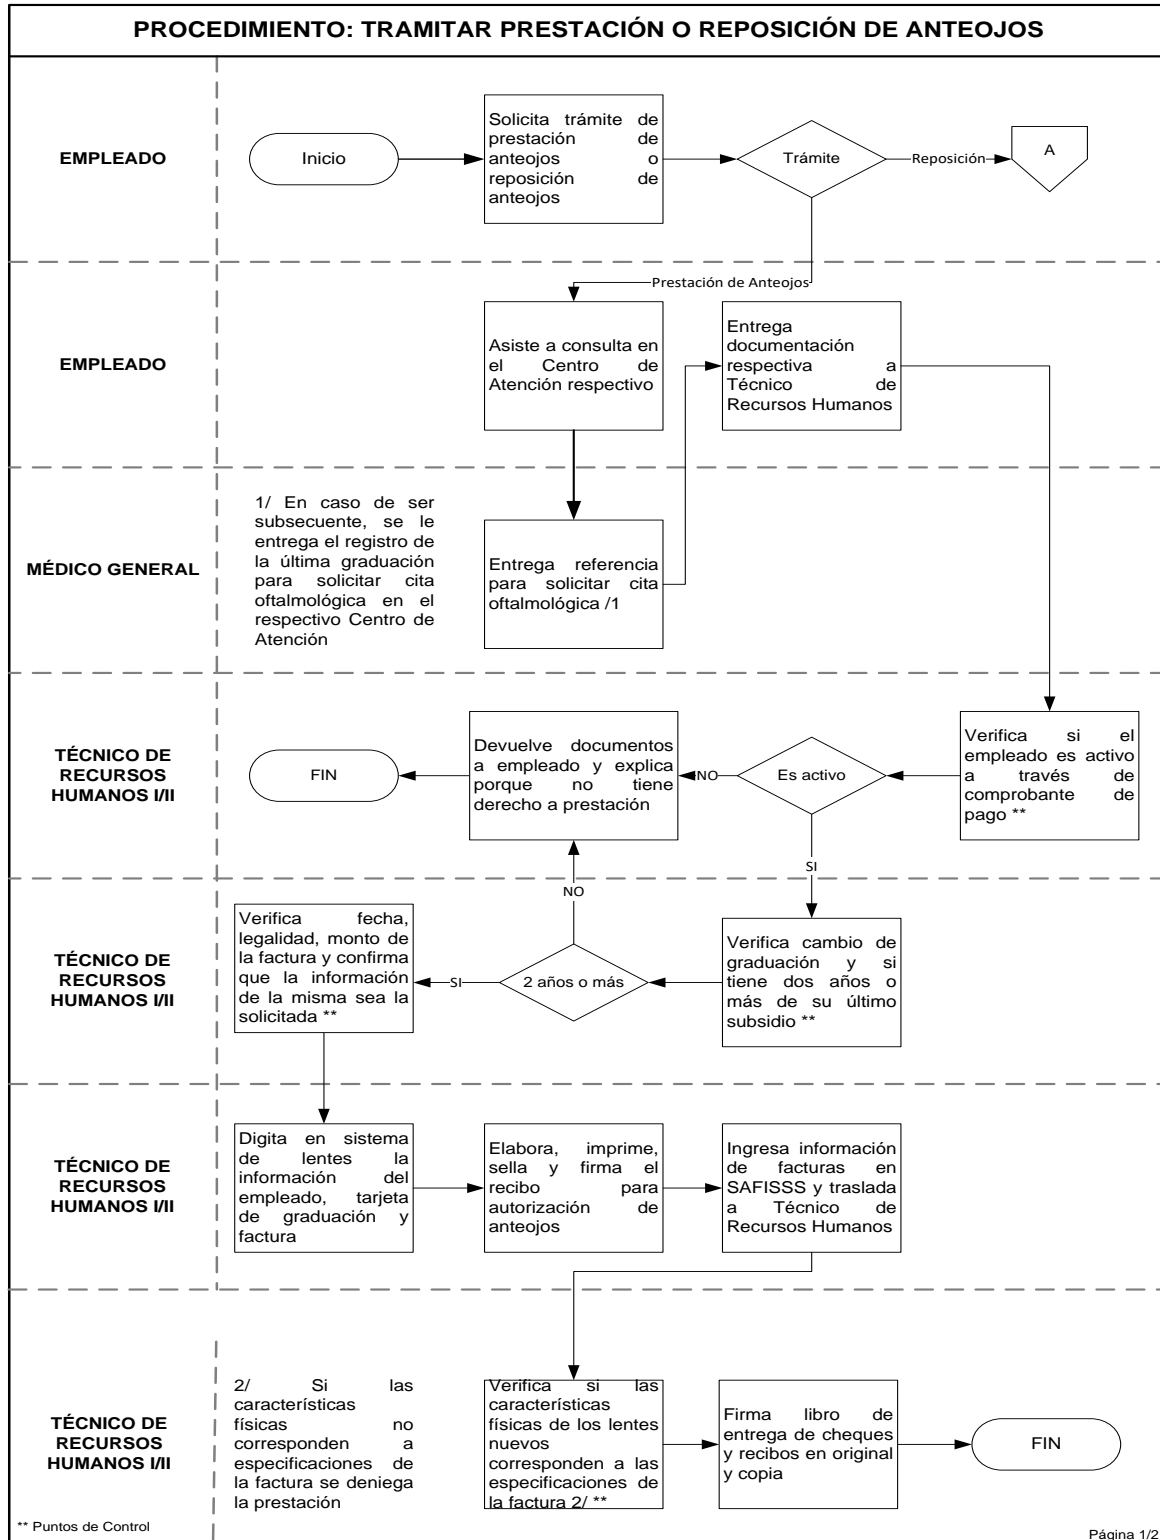 PROCEDIMIENTO: TRAMITAR PRESTACIÓN O REPOSICIÓN DE ANTEOJOS
EMPLEADO
Inicio
Solicita trámite de
prestación de
anteojos o
reposición de
anteojos
Trámite
Reposición
A
Prestación de Anteojos
EMPLEADO
Asiste a consulta en
el Centro de
Atención respectivo
Entrega
documentación
respectiva a
Técnico de
Recursos Humanos
MÉDICO GENERAL
1/ En caso de ser
subsecuente, se le
entrega el registro de
la última graduación
para solicitar cita
oftalmológica en el
respectivo Centro de
Atención
Entrega referencia
para solicitar cita
oftalmológica /1
TÉCNICO DE
RECURSOS
HUMANOS I/II
FIN
Devuelve documentos
a empleado y explica
porque no tiene
derecho a prestación
NO
Es activo
Verifica si el
empleado es activo
a través de
comprobante de
pago **
SI
NO
TÉCNICO DE
RECURSOS
HUMANOS I/II
Verifica fecha,
legalidad, monto de
la factura y confirma
que la información
de la misma sea la
solicitada **
SI
2 años o más
Verifica cambio de
graduación y si
tiene dos años o
más de su último
subsidio **
TÉCNICO DE
RECURSOS
HUMANOS I/II
Digita en sistema
de lentes la
información del
empleado, tarjeta
de graduación y
factura
Elabora, imprime,
sella y firma el
recibo para
autorización de
anteojos
Ingresa información
de facturas en
SAFISSS y traslada
a Técnico de
Recursos Humanos
TÉCNICO DE
RECURSOS
HUMANOS I/II
2/ Si las
características
físicas no
corresponden a
especificaciones de
la factura se deniega
la prestación
Verifica si las
características
físicas de los lentes
nuevos
corresponden a las
especificaciones de
la factura 2/ **
Firma libro de
entrega de cheques
y recibos en original
y copia
FIN
** Puntos de Control
Página 1/2